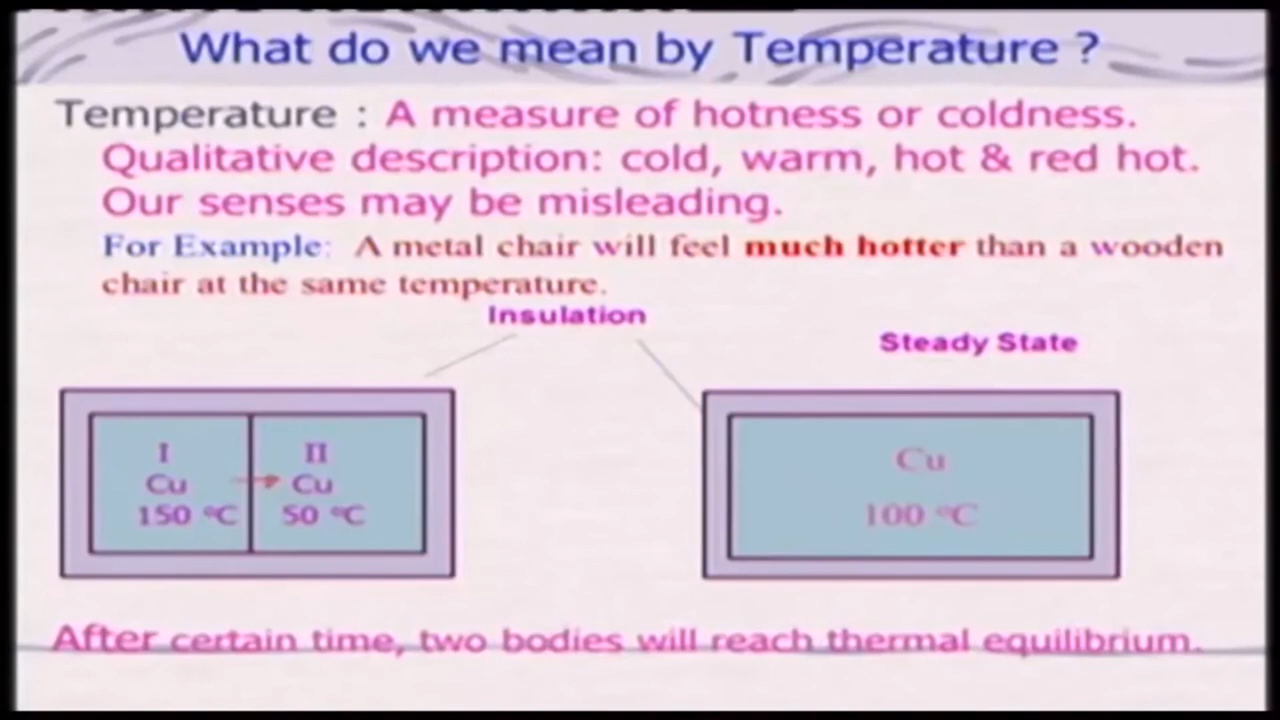 What do we mean by Temperature ?
Temperature : A measure of hotness or coldness.
Qualitative description: cold, warm, hot & red hot.
Our senses may be misleading.
For Example: A metal chair will feel much hotter than a wooden
chair at the same temperature.
Insulation
Steady State
I
Cu
150 ºC
II
Cu
50 ºC
Cu
100 ºC
After certain time, two bodies will reach thermal equilibrium.